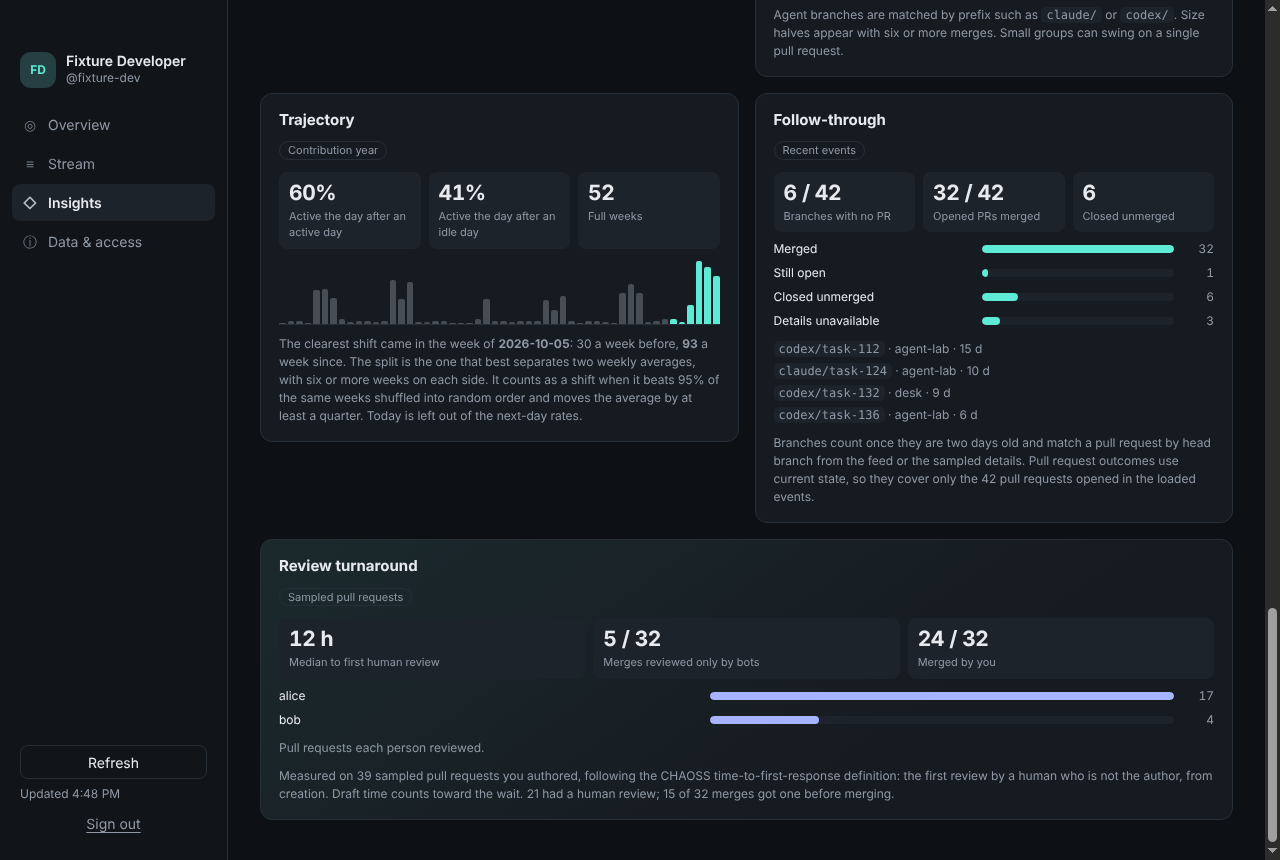 FD
Fixture Developer
@fixture-dev
Overview
Stream
Insights
Data & access
Refresh
Updated 4:48 PM
Sign out
Agent branches are matched by prefix such as claude/ or codex/. Size
halves appear with six or more merges. Small groups can swing on a single
pull request.
Trajectory
Contribution year
60%
Active the day after an
active day
41%
Active the day after an
idle day
52
Full weeks
The clearest shift came in the week of 2026-10-05: 30 a week before, 93 a
week since. The split is the one that best separates two weekly averages,
with six or more weeks on each side. It counts as a shift when it beats 95% of
the same weeks shuffled into random order and moves the average by at
least a quarter. Today is left out of the next-day rates.
Follow-through
Recent events
6 / 42
Branches with no PR
32 / 42
Opened PRs merged
6
Closed unmerged
Merged 32
Still open 1
Closed unmerged 6
Details unavailable 3
codex/task-112 · agent-lab · 15 d
claude/task-124 · agent-lab · 10 d
codex/task-132 · desk · 9 d
codex/task-136 · agent-lab · 6 d
Branches count once they are two days old and match a pull request by head
branch from the feed or the sampled details. Pull request outcomes use
current state, so they cover only the 42 pull requests opened in the loaded
events.
Review turnaround
Sampled pull requests
12 h
Median to first human review
5 / 32
Merges reviewed only by bots
24 / 32
Merged by you
alice 17
bob 4
Pull requests each person reviewed.
Measured on 39 sampled pull requests you authored, following the CHAOSS time-to-first-response definition: the first review by a human who is not the author, from
creation. Draft time counts toward the wait. 21 had a human review; 15 of 32 merges got one before merging.